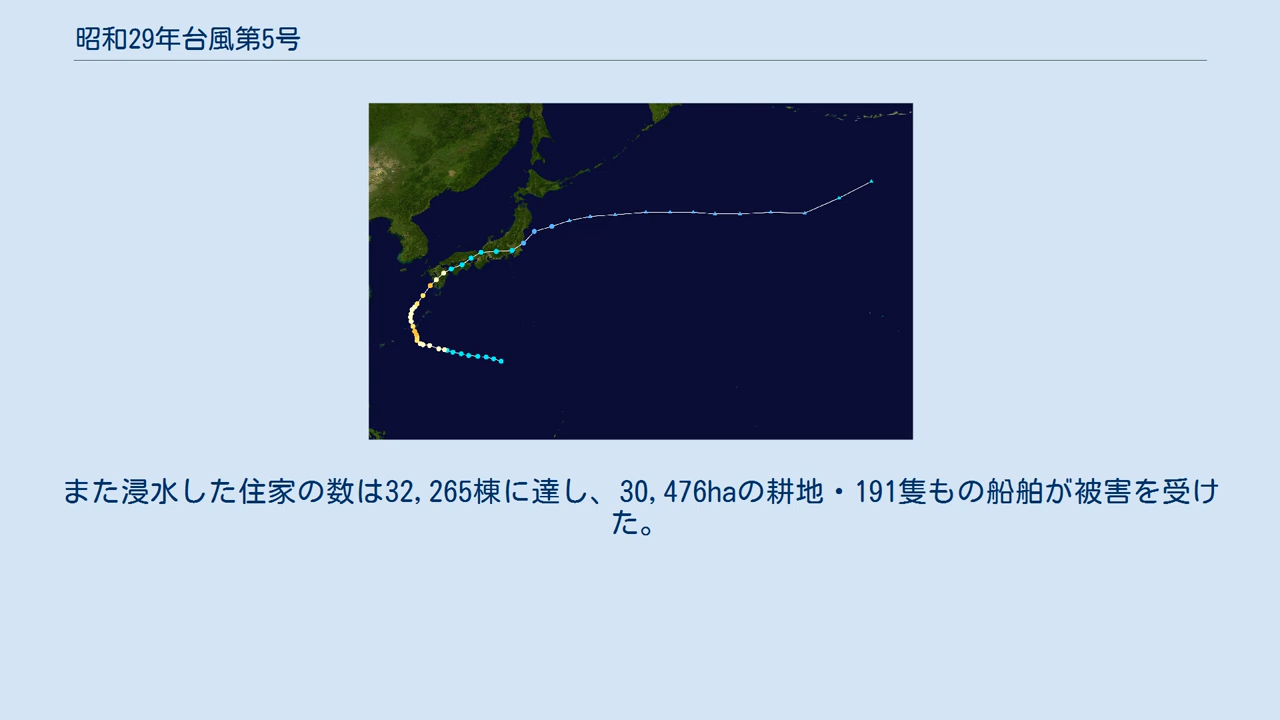 昭和29年台風第5号
また浸水した住家の数は32,265棟に達し、30,476haの耕地・191隻もの船舶が被害を受け
た。